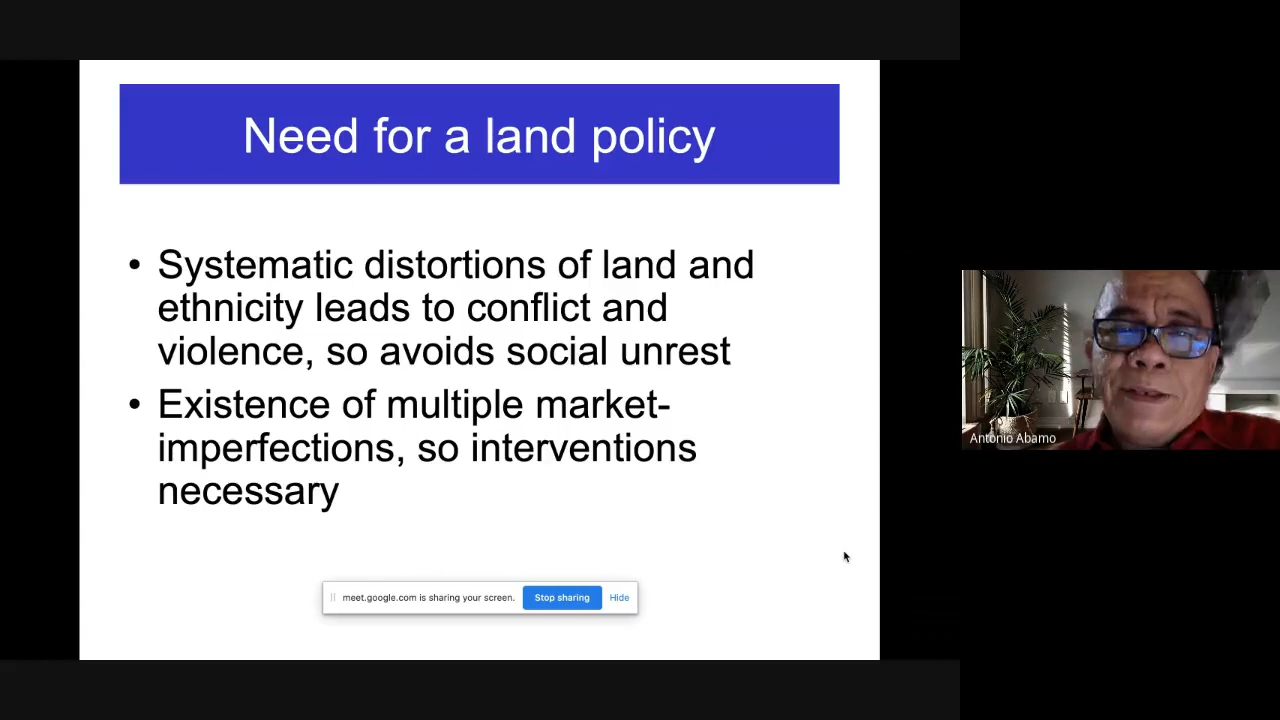 Need for a land policy
• Systematic distortions of land and
ethnicity leads to conflict and
violence, so avoids social unrest
• Existence of multiple market-
imperfections, so interventions
necessary
meet.google.com is sharing your screen. Stop sharing Hide
Antonio Abamo